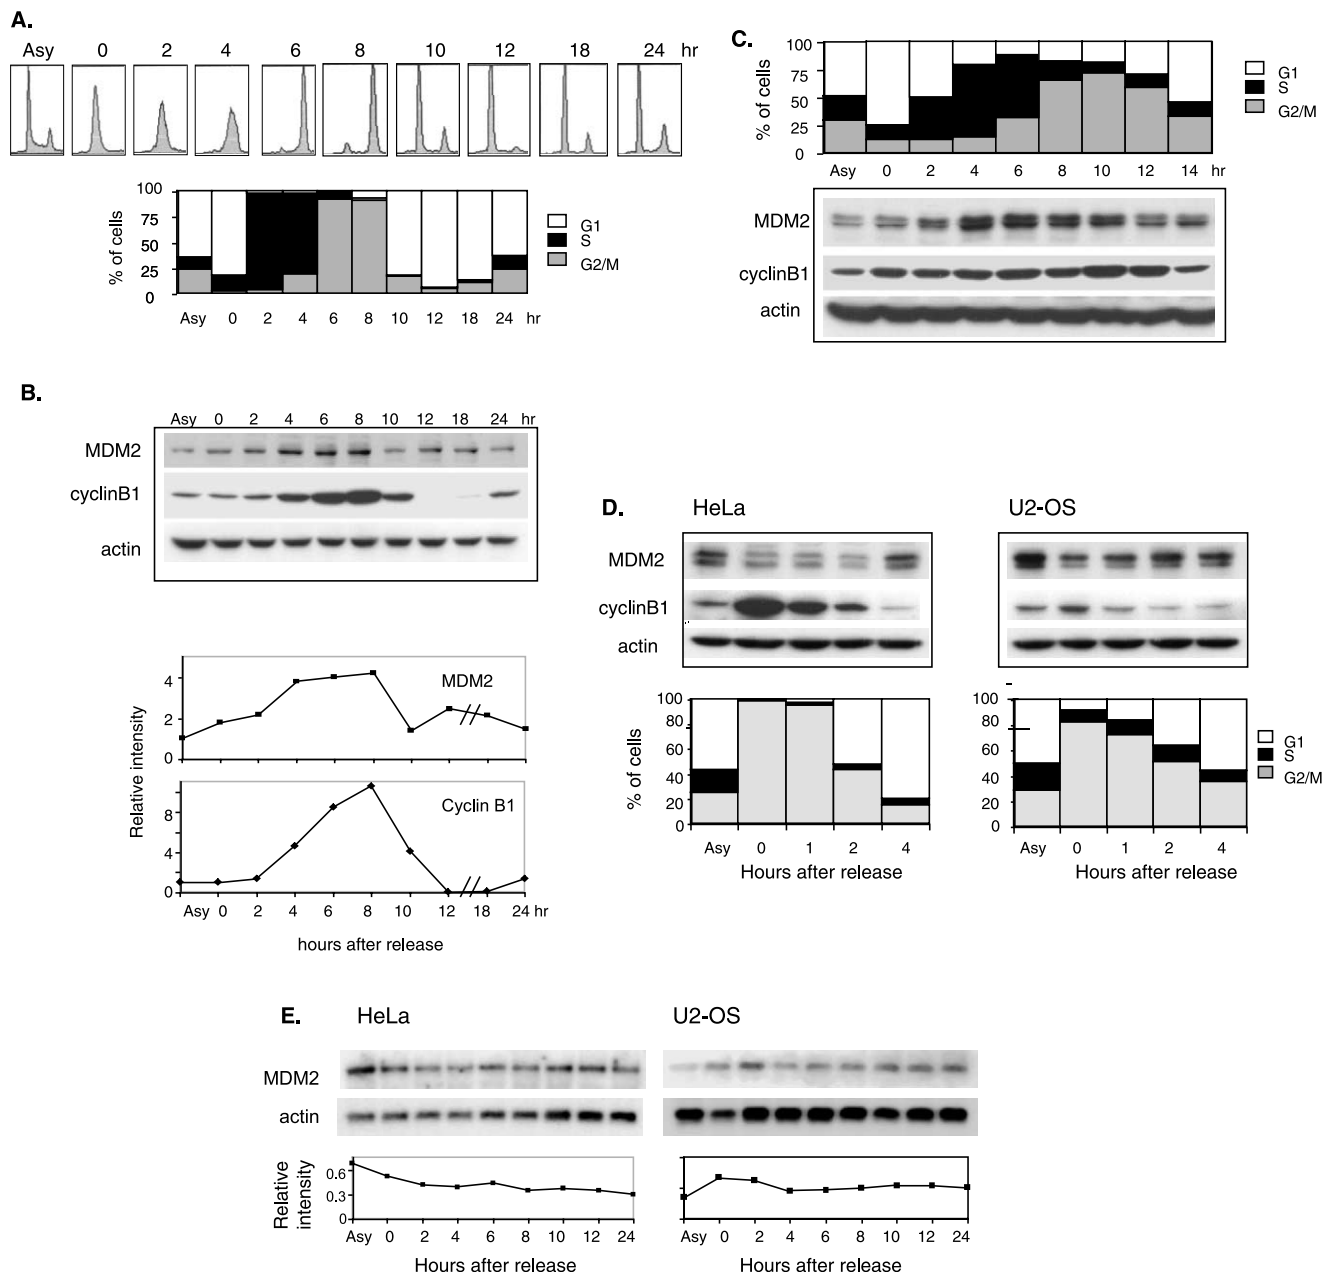 A.
Asy 0 2 4 6 8 10 12 18 24 hr
100
75
50
25
0
% of cells
G1
S
G2/M
Asy 0 2 4 6 8 10 12 18 24 hr
B.
Asy 0 2 4 6 8 10 12 18 24 hr
MDM2
cyclinB1
actin
Relative intensity
4
2
0
MDM2
8
4
0
Cyclin B1
Asy 0 2 4 6 8 10 12 18 24 hr
hours after release
C.
100
75
50
25
0
% of cells
G1
S
G2/M
Asy 0 2 4 6 8 10 12 14 hr
MDM2
cyclinB1
actin
D.
HeLa
U2-OS
MDM2
cyclinB1
actin
100
80
60
40
20
0
% of cells
Asy 0 1 2 4
Hours after release
100
80
60
40
20
0
G1
S
G2/M
Asy 0 1 2 4
Hours after release
E.
HeLa
U2-OS
MDM2
actin
Relative
intensity
0.6
0.3
0
Asy 0 2 4 6 8 10 12 24
Hours after release
Asy 0 2 4 6 8 10 12 24
Hours after release